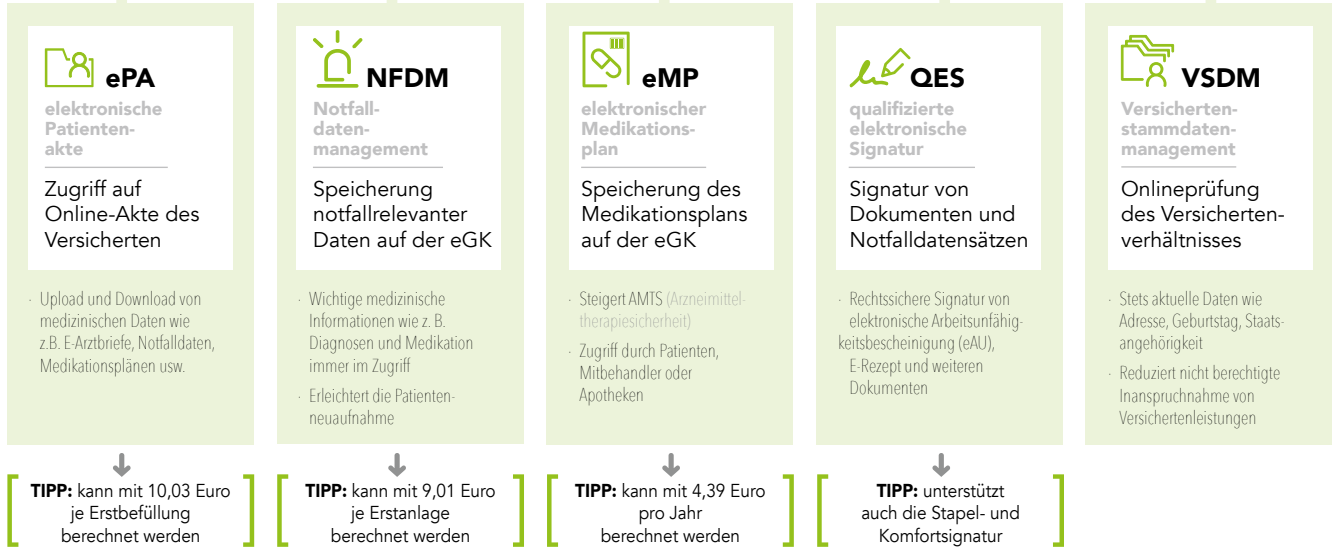 ePA
elektronische
Patienten-
akte
Zugriff auf
Online-Akte des
Versicherten
· Upload und Download von
medizinischen Daten wie
z.B. E-Arztbriefe, Notfalldaten,
Medikationsplänen usw.
TIPP: kann mit 10,03 Euro
je Erstbefüllung
berechnet werden
NFDM
Notfall-
daten-
management
Speicherung
notfallrelevanter
Daten auf der eGK
· Wichtige medizinische
Informationen wie z. B.
Diagnosen und Medikation
immer im Zugriff
· Erleichtert die Patienten-
neuaufnahme
TIPP: kann mit 9,01 Euro
je Erstanlage
berechnet werden
eMP
elektronischer
Medikations-
plan
Speicherung des
Medikationsplans
auf der eGK
· Steigert AMTS (Arzneimittel-
therapiesicherheit)
· Zugriff durch Patienten,
Mitbehandler oder
Apotheken
TIPP: kann mit 4,39 Euro
pro Jahr
berechnet werden
QES
qualifizierte
elektronische
Signatur
Signatur von
Dokumenten und
Notfalldatensätzen
· Rechtssichere Signatur von
elektronische Arbeitsunfähig-
keitsbescheinigung (eAU),
E-Rezept und weiteren
Dokumenten
TIPP: unterstützt
auch die Stapel- und
Komfortsignatur
VSDM
Versicherten-
stammdaten-
management
Onlineprüfung
des Versicherten-
verhältnisses
· Stets aktuelle Daten wie
Adresse, Geburtstag, Staats-
angehörigkeit
· Reduziert nicht berechtigte
Inanspruchnahme von
Versichertenleistungen